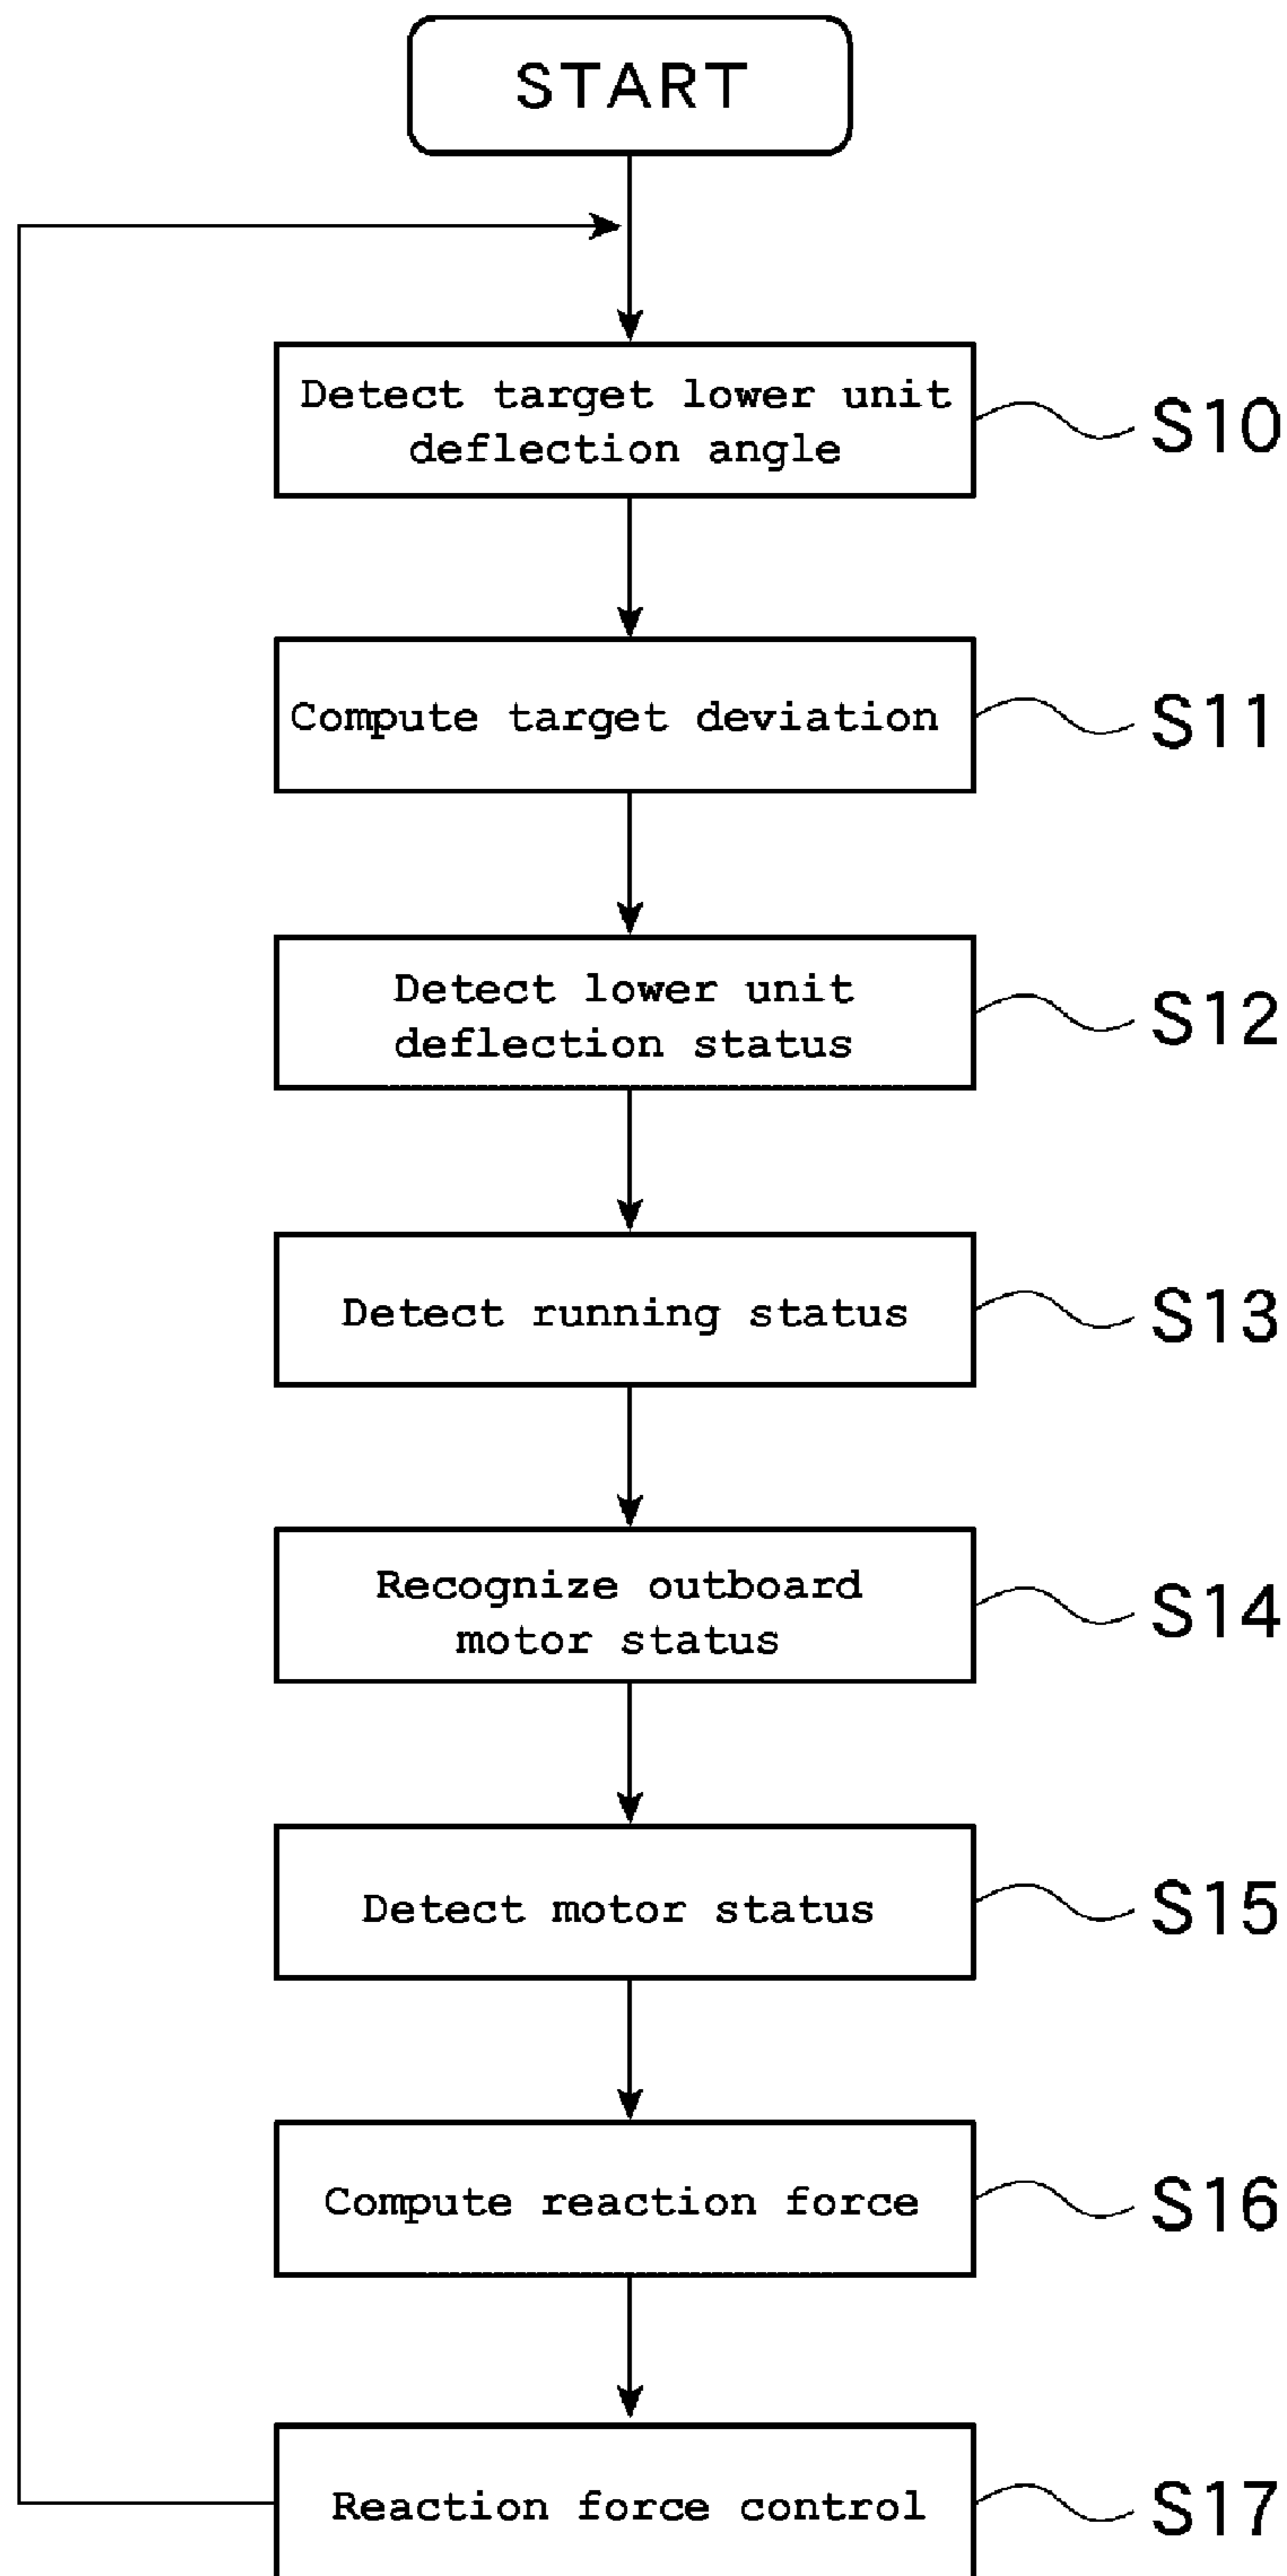 START
Detect target lower unit
deflection angle
S10
Compute target deviation
S11
Detect lower unit
deflection status
S12
Detect running status
S13
Recognize outboard
motor status
S14
Detect motor status
S15
Compute reaction force
S16
Reaction force control
S17